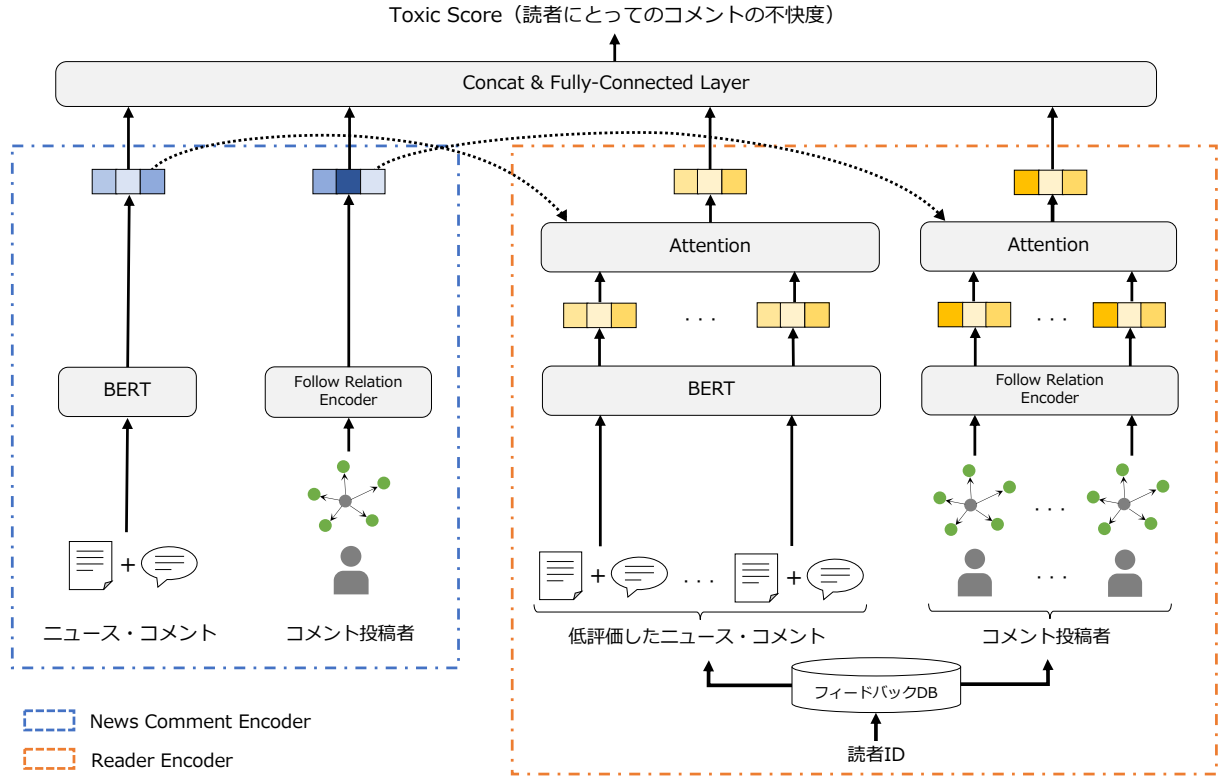 Toxic Score（読者にとってのコメントの不快度）
Concat & Fully-Connected Layer
Attention
Attention
. . .
. . .
BERT
Follow Relation
Encoder
BERT
Follow Relation
Encoder
. . .
+
+
. . .
+
. . .
ニュース・コメント
コメント投稿者
低評価したニュース・コメント
コメント投稿者
フィードバックDB
読者ID
News Comment Encoder
Reader Encoder